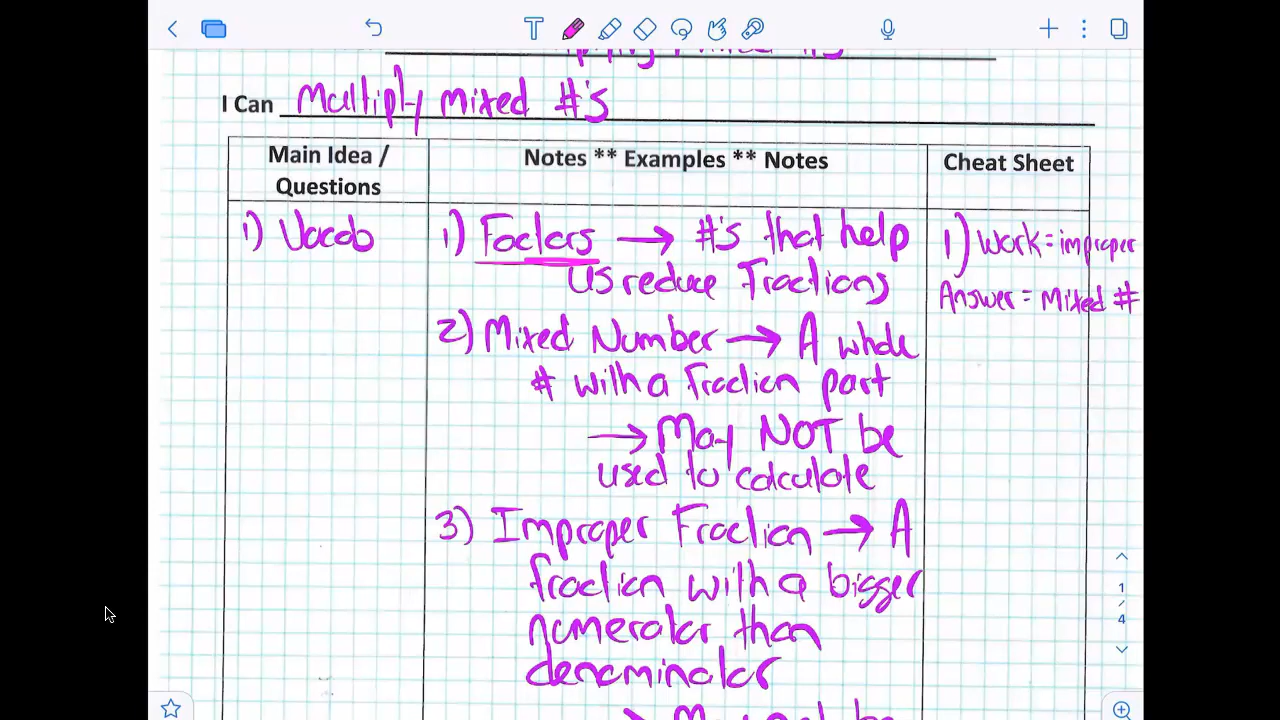 I Can Multiply mixed #'s
Main Idea /
Questions
Notes ** Examples ** Notes
Cheat Sheet
1) Vocab
1) Factors → #'s that help
us reduce Fractions
2) Mixed Number → A whole
# with a fraction part
→ May NOT be
used to calculate
3) Improper Fraction → A
fraction with a bigger
numerator than
denominator
1) Work = improper
Answer = Mixed #
1
/
4